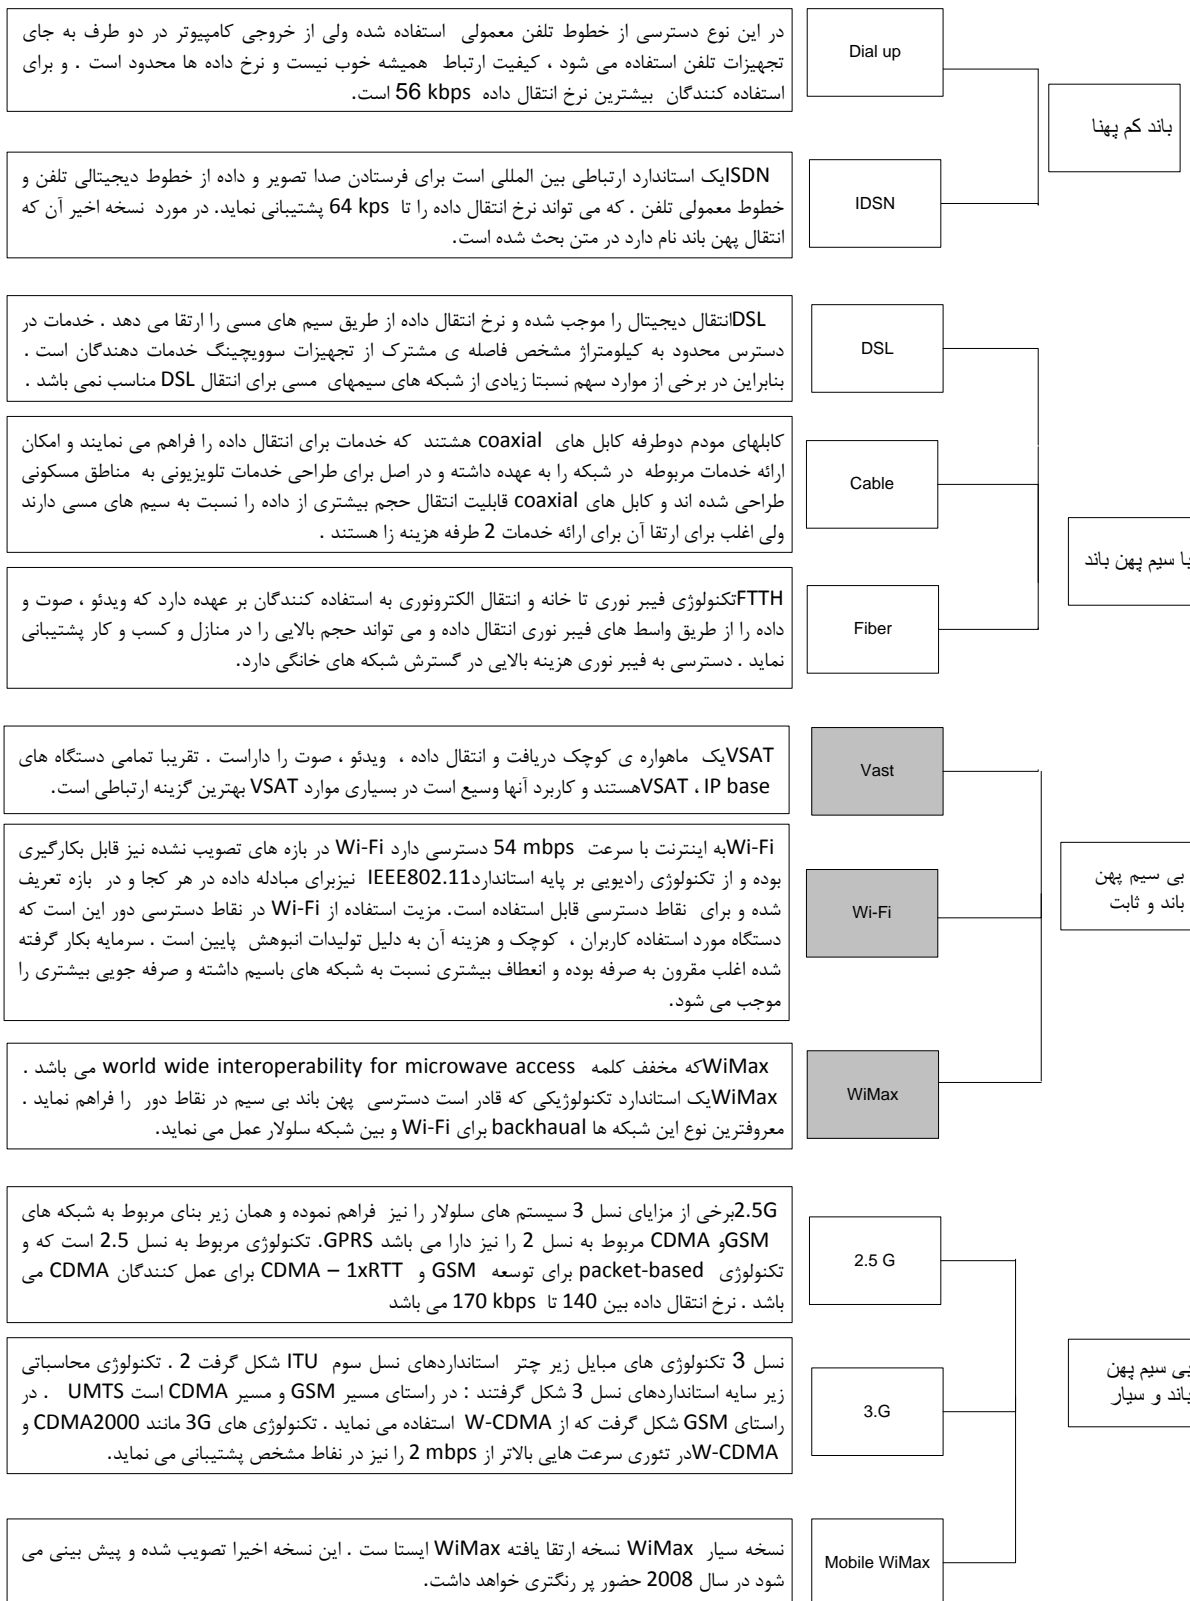 در این نوع دسترسی از خطوط تلفن معمولی استفاده شده ولی از خروجی کامپیوتر در دو طرف به جای
تجهیزات تلفن استفاده می شود ، کیفیت ارتباط همیشه خوب نیست و نرخ داده ها محدود است . و برای
استفاده کنندگان بیشترین نرخ انتقال داده 56 kbps است.
Dial up
باند کم پهنا
ISDNیک استاندارد ارتباطی بین المللی است برای فرستادن صدا تصویر و داده از خطوط دیجیتالی تلفن و
خطوط معمولی تلفن . که می تواند نرخ انتقال داده را تا 64 kps پشتیبانی نماید. در مورد نسخه اخیر آن که
انتقال پهن باند نام دارد در متن بحث شده است.
IDSN
DSLانتقال دیجیتال را موجب شده و نرخ انتقال داده از طریق سیم های مسی را ارتقا می دهد . خدمات در
دسترس محدود به کیلومتراژ مشخص فاصله ی مشترک از تجهیزات سوویچینگ خدمات دهندگان است .
بنابراین در برخی از موارد سهم نسبتا زیادی از شبکه های سیمهای مسی برای انتقال DSL مناسب نمی باشد .
DSL
کابلهای مودم دوطرفه کابل های coaxial هشتند که خدمات برای انتقال داده را فراهم می نمایند و امکان
ارائه خدمات مربوطه در شبکه را به عهده داشته و در اصل برای طراحی خدمات تلویزیونی به مناطق مسکونی
طراحی شده اند و کابل های coaxial قابلیت انتقال حجم بیشتری از داده را نسبت به سیم های مسی دارند
ولی اغلب برای ارتقا آن برای ارائه خدمات 2 طرفه هزینه زا هستند .
Cable
با سیم پهن باند
FTTHتکنولوژی فیبر نوری تا خانه و انتقال الکترونوری به استفاده کنندگان بر عهده دارد که ویدئو ، صوت و
داده را از طریق واسط های فیبر نوری انتقال داده و می تواند حجم بالایی را در منازل و کسب و کار پشتیبانی
نماید . دسترسی به فیبر نوری هزینه بالایی در گسترش شبکه های خانگی دارد.
Fiber
VSATیک ماهواره ی کوچک دریافت و انتقال داده ، ویدئو ، صوت را داراست . تقریبا تمامی دستگاه های
VSAT ، IP baseهستند و کاربرد آنها وسیع است در بسیاری موارد VSAT بهترین گزینه ارتباطی است.
Vast
Wi-Fiبه اینترنت با سرعت 54 mbps دسترسی دارد Wi-Fi در بازه های تصویب نشده نیز قابل بکارگیری
بوده و از تکنولوژی رادیویی بر پایه استانداردIEEE802.11 نیزبرای مبادله داده در هر کجا و در بازه تعریف
شده و برای نقاط دسترسی قابل استفاده است. مزیت استفاده از Wi-Fi در نقاط دسترسی دور این است که
دستگاه مورد استفاده کاربران ، کوچک و هزینه آن به دلیل تولیدات انبوهش پایین است . سرمایه بکار گرفته
شده اغلب مقرون به صرفه بوده و انعطاف بیشتری نسبت به شبکه های باسیم داشته و صرفه جویی بیشتری را
موجب می شود.
Wi-Fi
بی سیم پهن
باند و ثابت
WiMaxکه مخفف کلمه world wide interoperability for microwave access می باشد .
WiMaxیک استاندارد تکنولوژیکی که قادر است دسترسی پهن باند بی سیم در نقاط دور را فراهم نماید .
معروفترین نوع این شبکه ها backhaual برای Wi-Fi و بین شبکه سلولار عمل می نماید.
WiMax
2.5Gبرخی از مزایای نسل 3 سیستم های سلولار را نیز فراهم نموده و همان زیر بنای مربوط به شبکه های
GSMو CDMA مربوط به نسل 2 را نیز دارا می باشد GPRS. تکنولوژی مربوط به نسل 2.5 است که و
تکنولوژی packet-based برای توسعه GSM و CDMA – 1xRTT برای عمل کنندگان CDMA می
باشد . نرخ انتقال داده بین 140 تا 170 kbps می باشد
2.5 G
نسل 3 تکنولوژی های مبایل زیر چتر استانداردهای نسل سوم ITU شکل گرفت 2 . تکنولوژی محاسباتی
زیر سایه استانداردهای نسل 3 شکل گرفتند : در راستای مسیر GSM و مسیر CDMA است UMTS . در
راستای GSM شکل گرفت که از W-CDMA استفاده می نماید . تکنولوژی های 3G مانند CDMA2000 و
W-CDMAدر تئوری سرعت هایی بالاتر از 2 mbps را نیز در نفاط مشخص پشتیبانی می نماید.
3.G
بی سیم پهن
باند و سیار
نسخه سیار WiMax نسخه ارتقا یافته WiMax ایستا ست . این نسخه اخیرا تصویب شده و پیش بینی می
شود در سال 2008 حضور پر رنگتری خواهد داشت.
Mobile WiMax